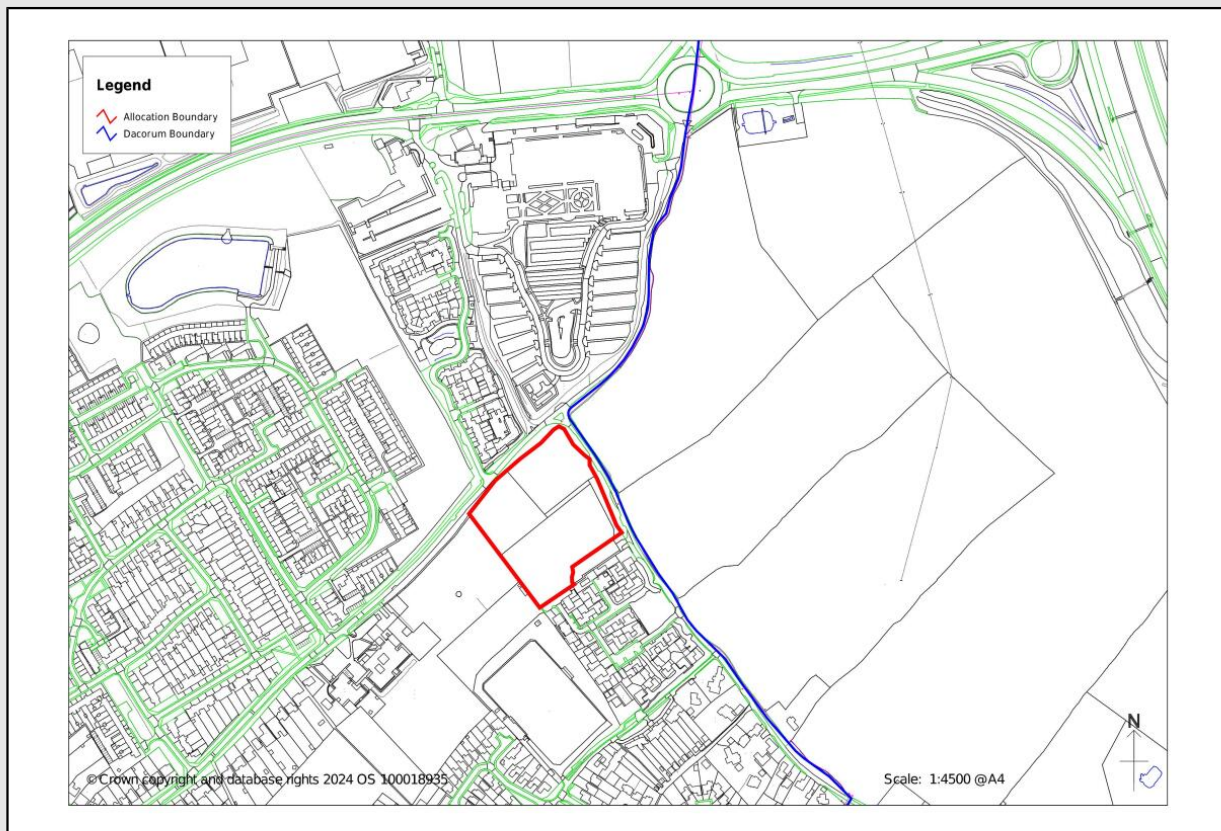 Legend
Allocation Boundary
Dacorum Boundary
N
© Crown copyright and database rights 2024 OS 100018935
Scale: 1:4500 @A4